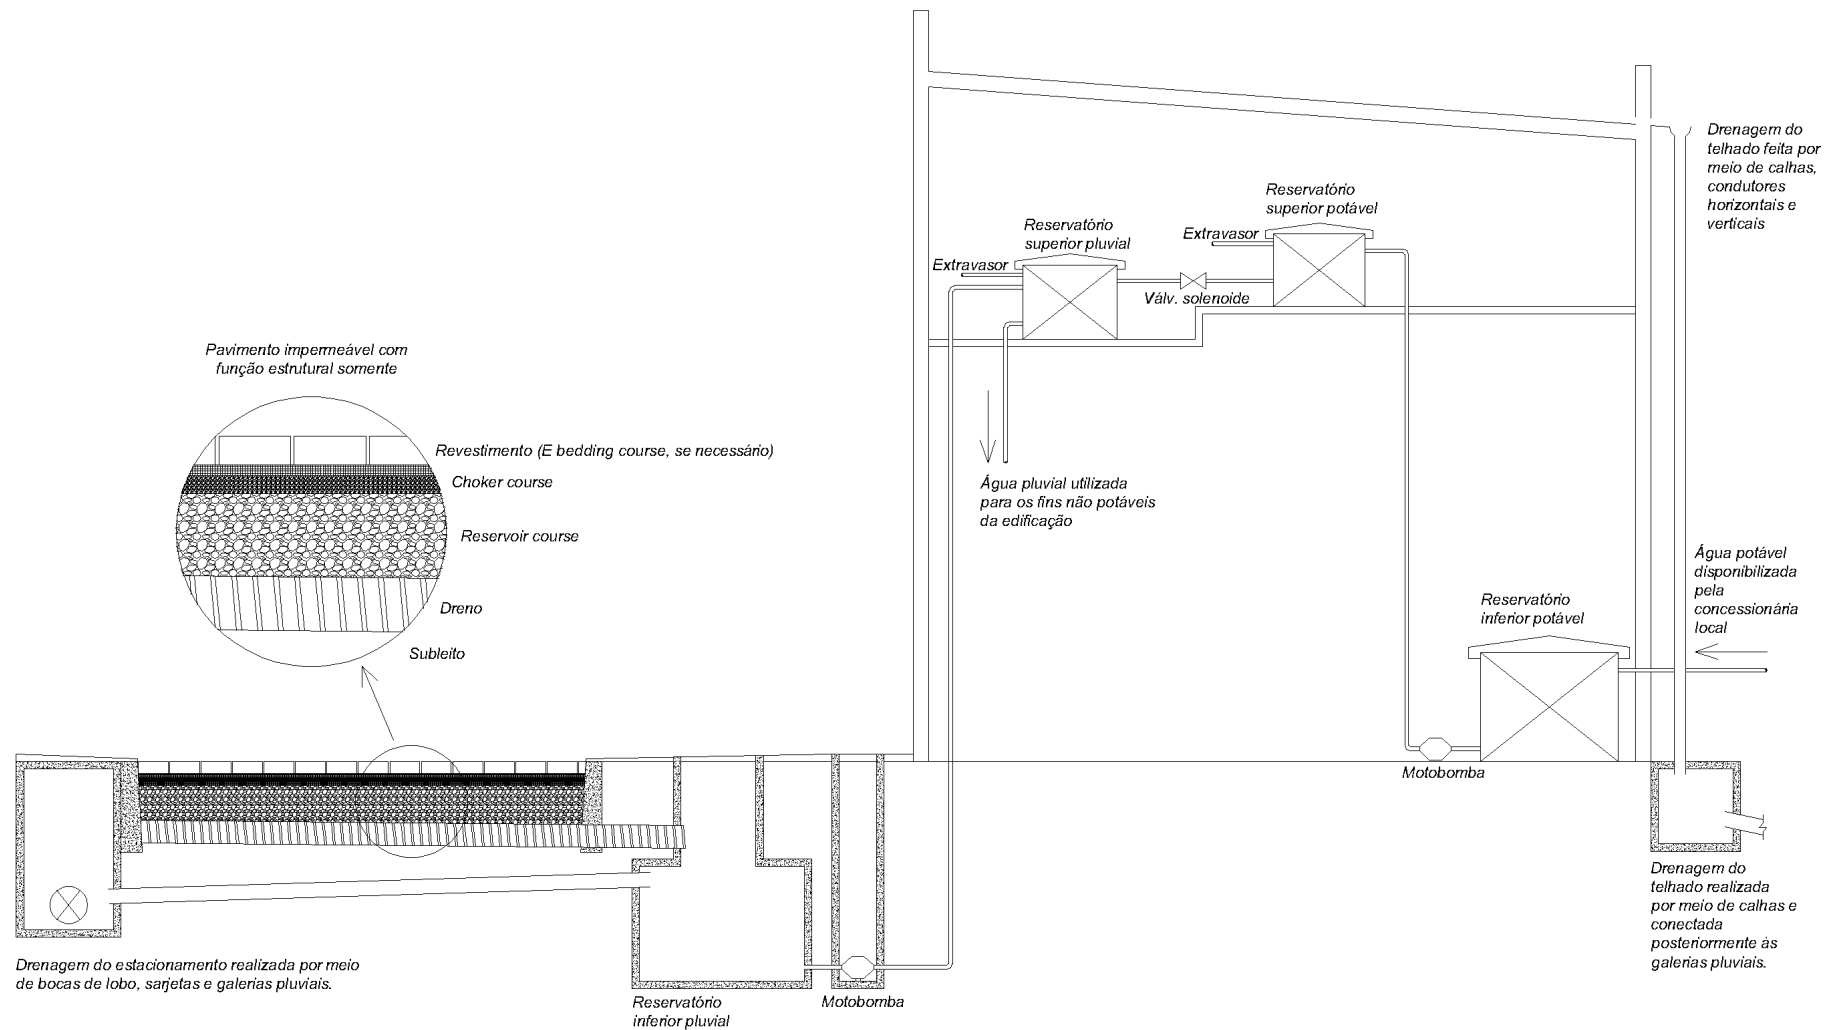 Drenagem do
telhado feita por
meio de calhas,
condutores
horizontais e
verticais
Reservatório
superior potável
Reservatório
superior pluvial
Extravasor
Extravasor
Válv. solenoide
Pavimento impermeável com
função estrutural somente
Revestimento (E bedding course, se necessário)
Choker course
Reservoir course
Dreno
Subleito
Água pluvial utilizada
para os fins não potáveis
da edificação
Água potável
disponibilizada
pela
concessionária
local
Reservatório
inferior potável
Motobomba
Drenagem do
telhado realizada
por meio de calhas e
conectada
posteriormente às
galerias pluviais.
Drenagem do estacionamento realizada por meio
de bocas de lobo, sarjetas e galerias pluviais.
Reservatório
inferior pluvial
Motobomba